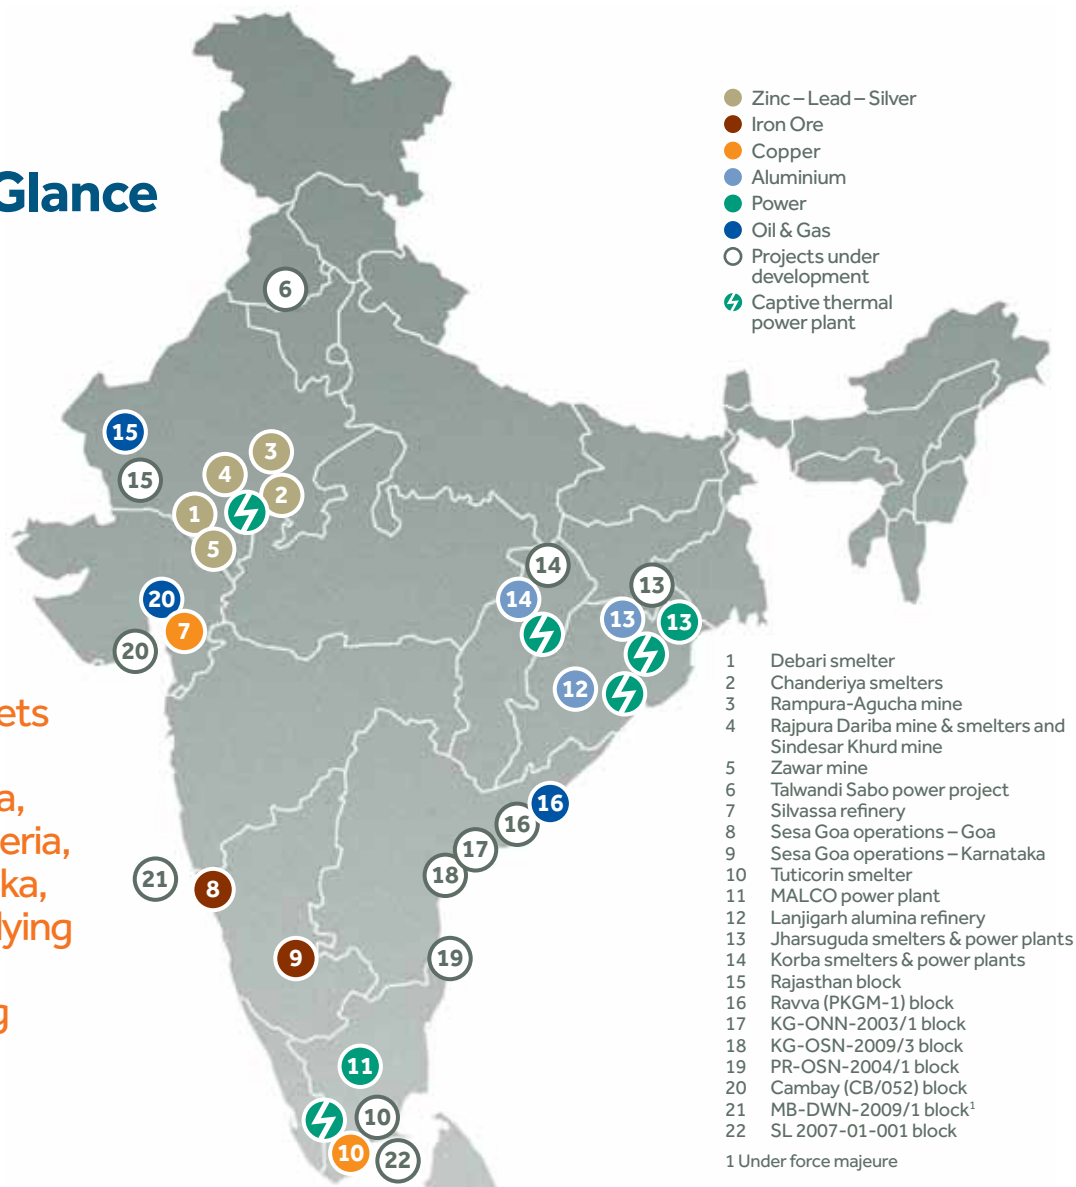 Glance
Zinc – Lead – Silver
Iron Ore
Copper
Aluminium
Power
Oil & Gas
Projects under
development
Captive thermal
power plant
6
15
3
15
4
2
1
5
14
20
14
13
7
13
13
20
12
16
16
17
21
18
8
9
19
11
10
10
22
ets
a,
eria,
ka,
lying
g
1 Debari smelter
2 Chanderiya smelters
3 Rampura-Agucha mine
4 Rajpura Dariba mine & smelters and
Sindesar Khurd mine
5 Zawar mine
6 Talwandi Sabo power project
7 Silvassa refinery
8 Sesa Goa operations – Goa
9 Sesa Goa operations – Karnataka
10 Tuticorin smelter
11 MALCO power plant
12 Lanjigarh alumina refinery
13 Jharsuguda smelters & power plants
14 Korba smelters & power plants
15 Rajasthan block
16 Ravva (PKGM-1) block
17 KG-ONN-2003/1 block
18 KG-OSN-2009/3 block
19 PR-OSN-2004/1 block
20 Cambay (CB/052) block
21 MB-DWN-2009/1 block¹
22 SL 2007-01-001 block
1 Under force majeure